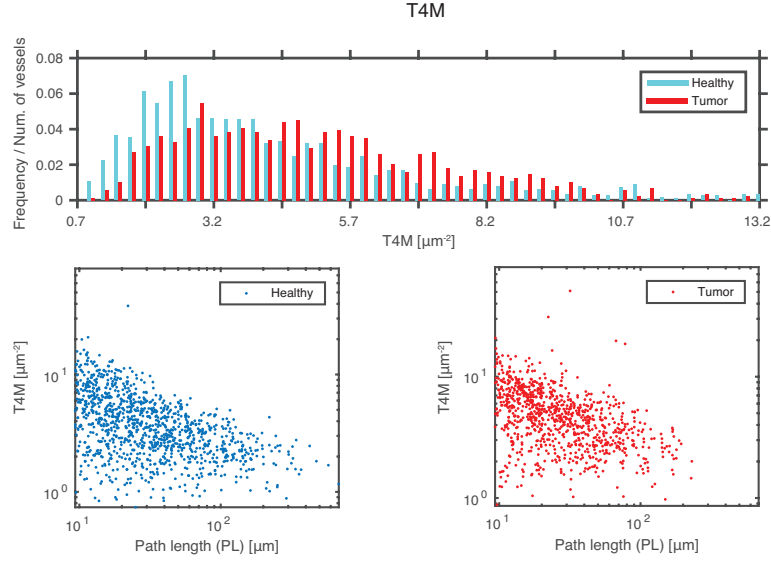 T4M
Frequency / Num. of vessels
0.08
0.06
0.04
0.02
0
Healthy
Tumor
0.7 3.2 5.7 8.2 10.7 13.2
T4M [µm⁻²]
Healthy
T4M [µm⁻²]
10¹
10⁰
10¹ 10²
Path length (PL) [µm]
Tumor
T4M [µm⁻²]
10¹
10⁰
10¹ 10²
Path length (PL) [µm]